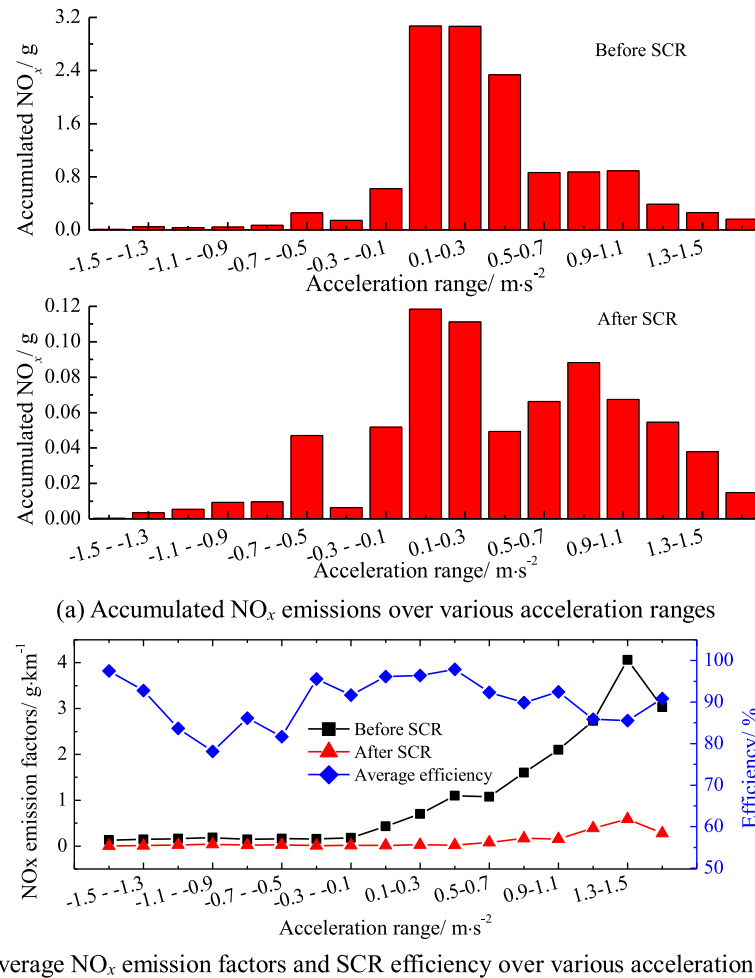 3.2
2.4
1.6
0.8
0.0
Accumulated NOx/ g
Before SCR
-1.5 - -1.3
-1.1 - -0.9
-0.7 - -0.5
-0.3 - -0.1
0.1-0.3
0.5-0.7
0.9-1.1
1.3-1.5
Acceleration range/ m·s-2
0.12
0.10
0.08
0.06
0.04
0.02
0.00
Accumulated NOx/ g
After SCR
-1.5 - -1.3
-1.1 - -0.9
-0.7 - -0.5
-0.3 - -0.1
0.1-0.3
0.5-0.7
0.9-1.1
1.3-1.5
Acceleration range/ m·s-2
(a) Accumulated NOx emissions over various acceleration ranges
4
3
2
1
0
NOx emission factors/ g·km-1
Before SCR
After SCR
Average efficiency
100
90
80
70
60
50
Efficiency/ %
-1.5 - -1.3
-1.1 - -0.9
-0.7 - -0.5
-0.3 - -0.1
0.1-0.3
0.5-0.7
0.9-1.1
1.3-1.5
Acceleration range/ m·s-2
verage NOx emission factors and SCR efficiency over various acceleration